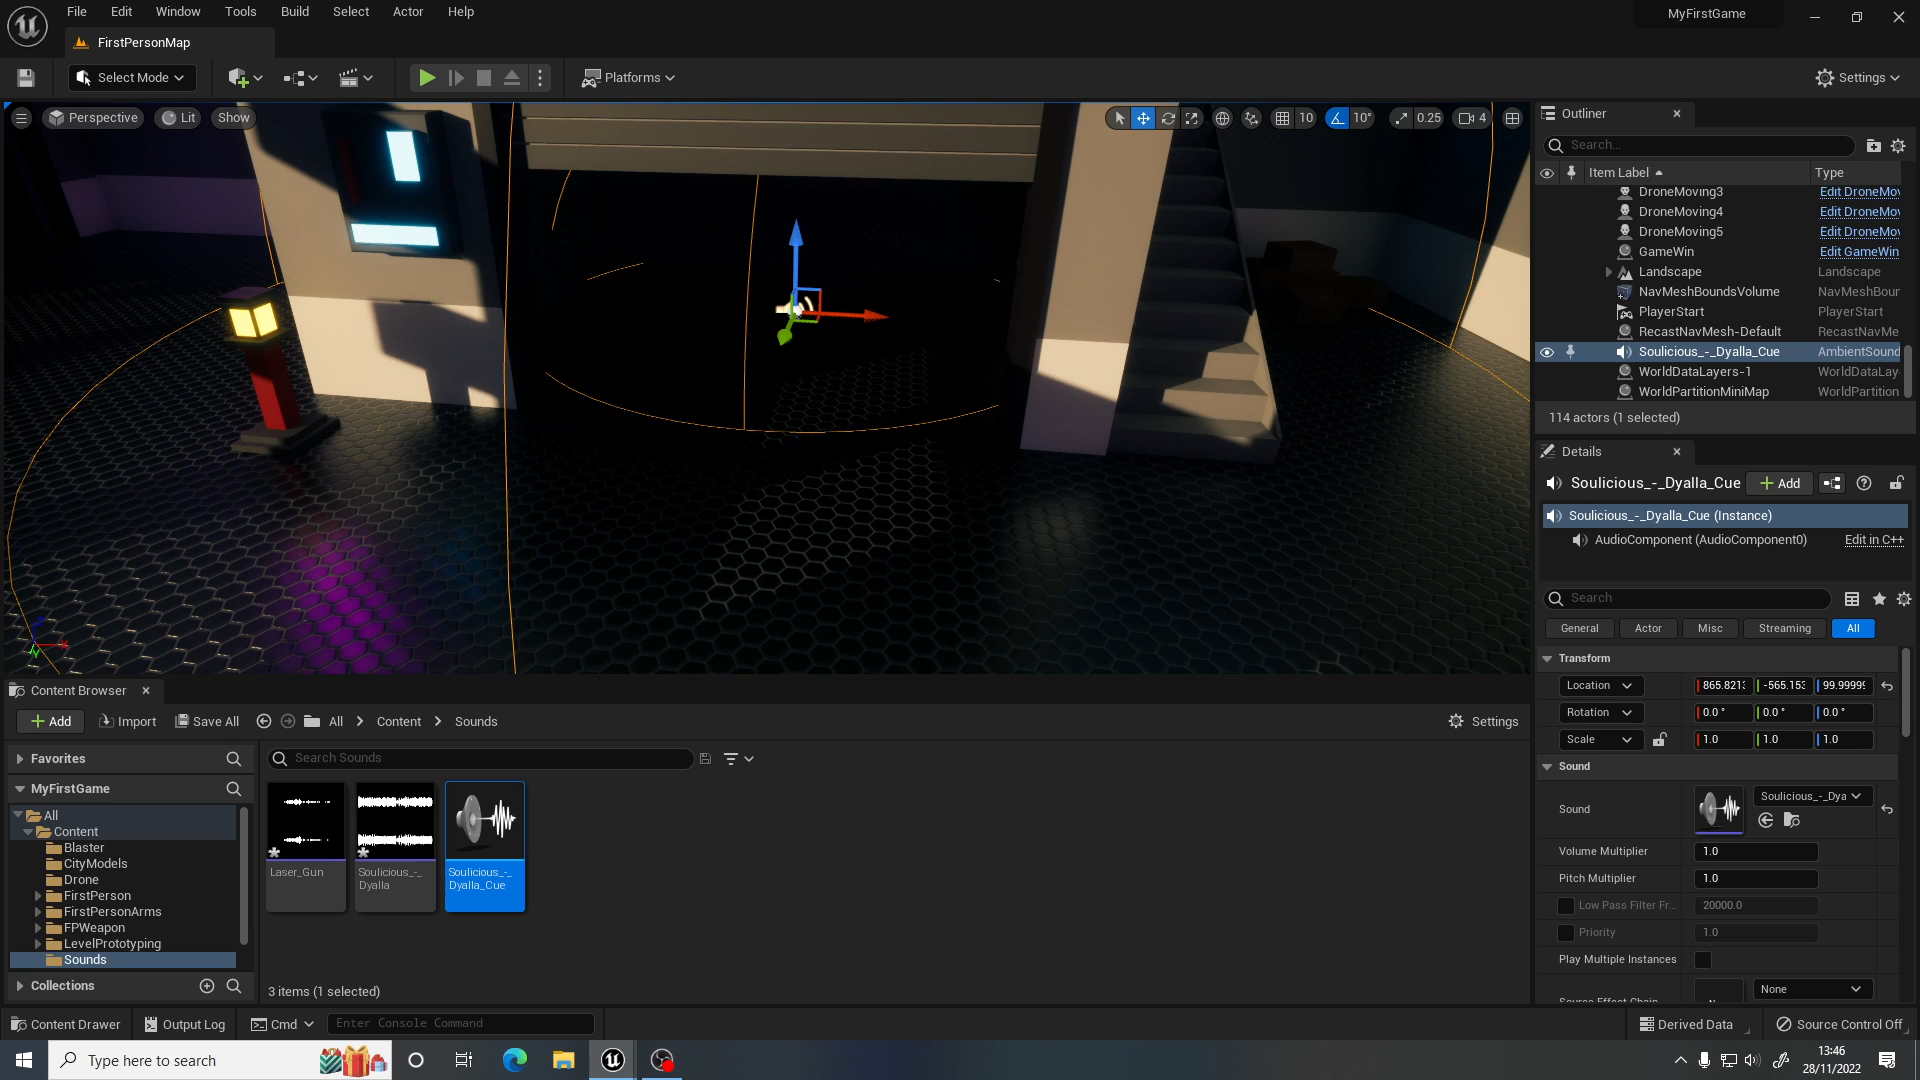 File Edit Window Tools Build Select Actor Help
MyFirstGame
FirstPersonMap
Select Mode
Platforms
Settings
Perspective Lit Show
10 10° 0.25 4
Outliner
Search...
Item Label Type
DroneMoving3 Edit DroneMov
DroneMoving4 Edit DroneMov
DroneMoving5 Edit DroneMov
GameWin Edit GameWin
Landscape Landscape
NavMeshBoundsVolume NavMeshBoun
PlayerStart PlayerStart
RecastNavMesh-Default RecastNavMe
Soulicious_-_Dyalla_Cue AmbientSound
WorldDataLayers-1 WorldDataLay
WorldPartitionMiniMap WorldPartition
114 actors (1 selected)
Details
Soulicious_-_Dyalla_Cue Add
Soulicious_-_Dyalla_Cue (Instance)
AudioComponent (AudioComponent0) Edit in C++
Search
General Actor Misc Streaming All
Transform
Location 865.821 -565.153 99.9999
Rotation 0.0 ° 0.0 ° 0.0 °
Scale 1.0 1.0 1.0
Sound
Sound Soulicious_-_Dya
Volume Multiplier 1.0
Pitch Multiplier 1.0
Low Pass Filter Fr... 20000.0
Priority 1.0
Play Multiple Instances
Source Effect Chain None
Content Browser
Add Import Save All All Content Sounds Settings
Favorites
Search Sounds
MyFirstGame
All
Content
Blaster
CityModels
Drone
FirstPerson
FirstPersonArms
FPWeapon
LevelPrototyping
Sounds
Collections
Laser_Gun
Soulicious_-_
Dyalla
Soulicious_-_
Dyalla_Cue
3 items (1 selected)
Content Drawer Output Log Cmd Enter Console Command
Derived Data Source Control Off
Type here to search
13:46
28/11/2022